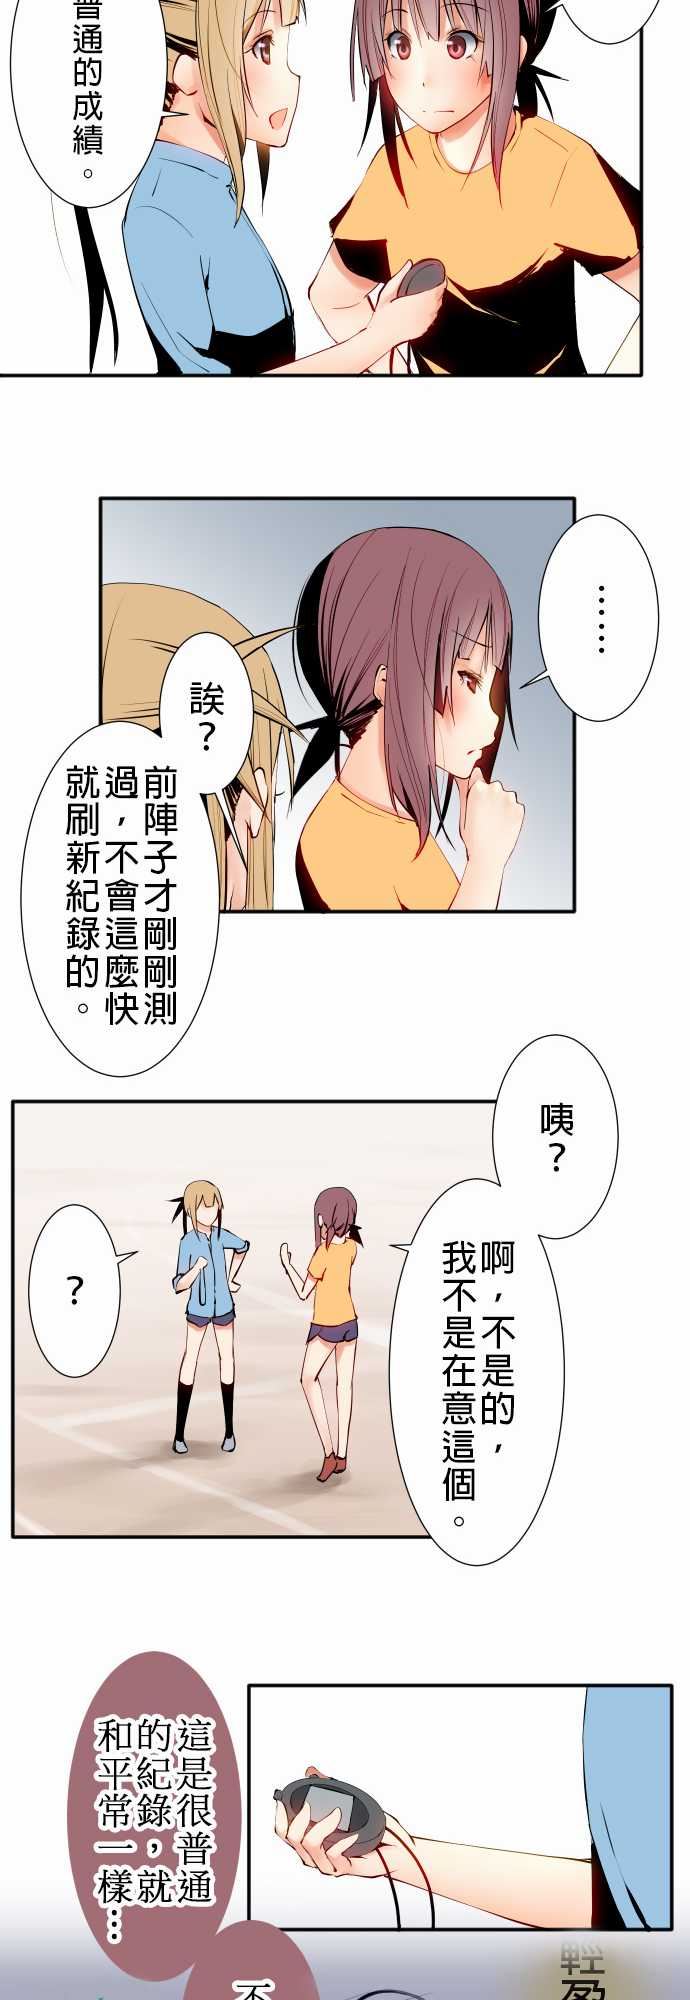 普通的成績。
……
誒？
前陣子才剛剛測
過，不會這麼快
就刷新紀錄的。
咦？
啊，不是的，
我不是在意這個。
？
這是很普通
的紀錄，就
和平常一樣…
不
輕盈